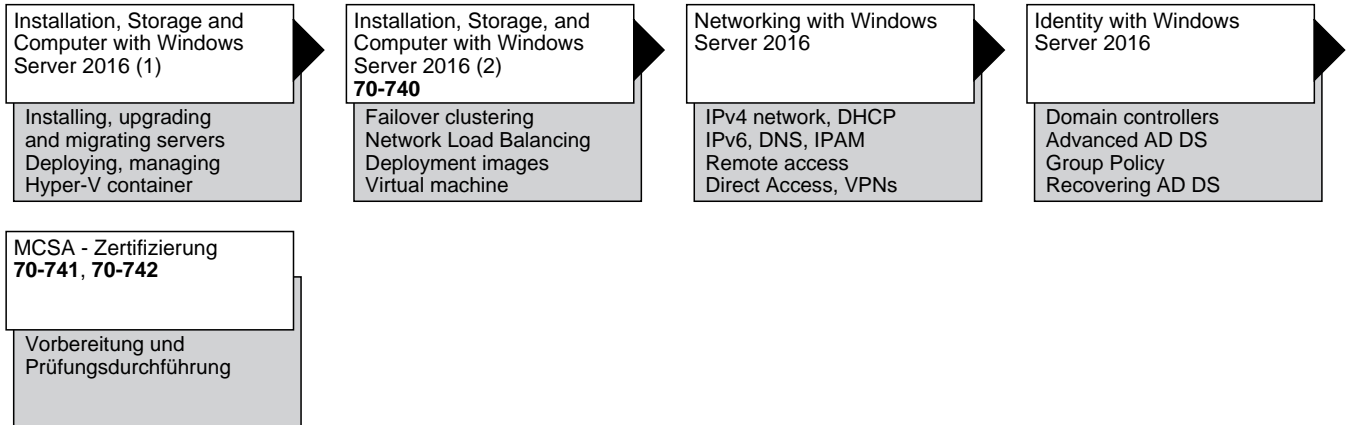 Installation, Storage and
Computer with Windows
Server 2016 (1)
Installing, upgrading
and migrating servers
Deploying, managing
Hyper-V container
Installation, Storage, and
Computer with Windows
Server 2016 (2)
70-740
Failover clustering
Network Load Balancing
Deployment images
Virtual machine
Networking with Windows
Server 2016
IPv4 network, DHCP
IPv6, DNS, IPAM
Remote access
Direct Access, VPNs
Identity with Windows
Server 2016
Domain controllers
Advanced AD DS
Group Policy
Recovering AD DS
MCSA - Zertifizierung
70-741, 70-742
Vorbereitung und
Prüfungsdurchführung